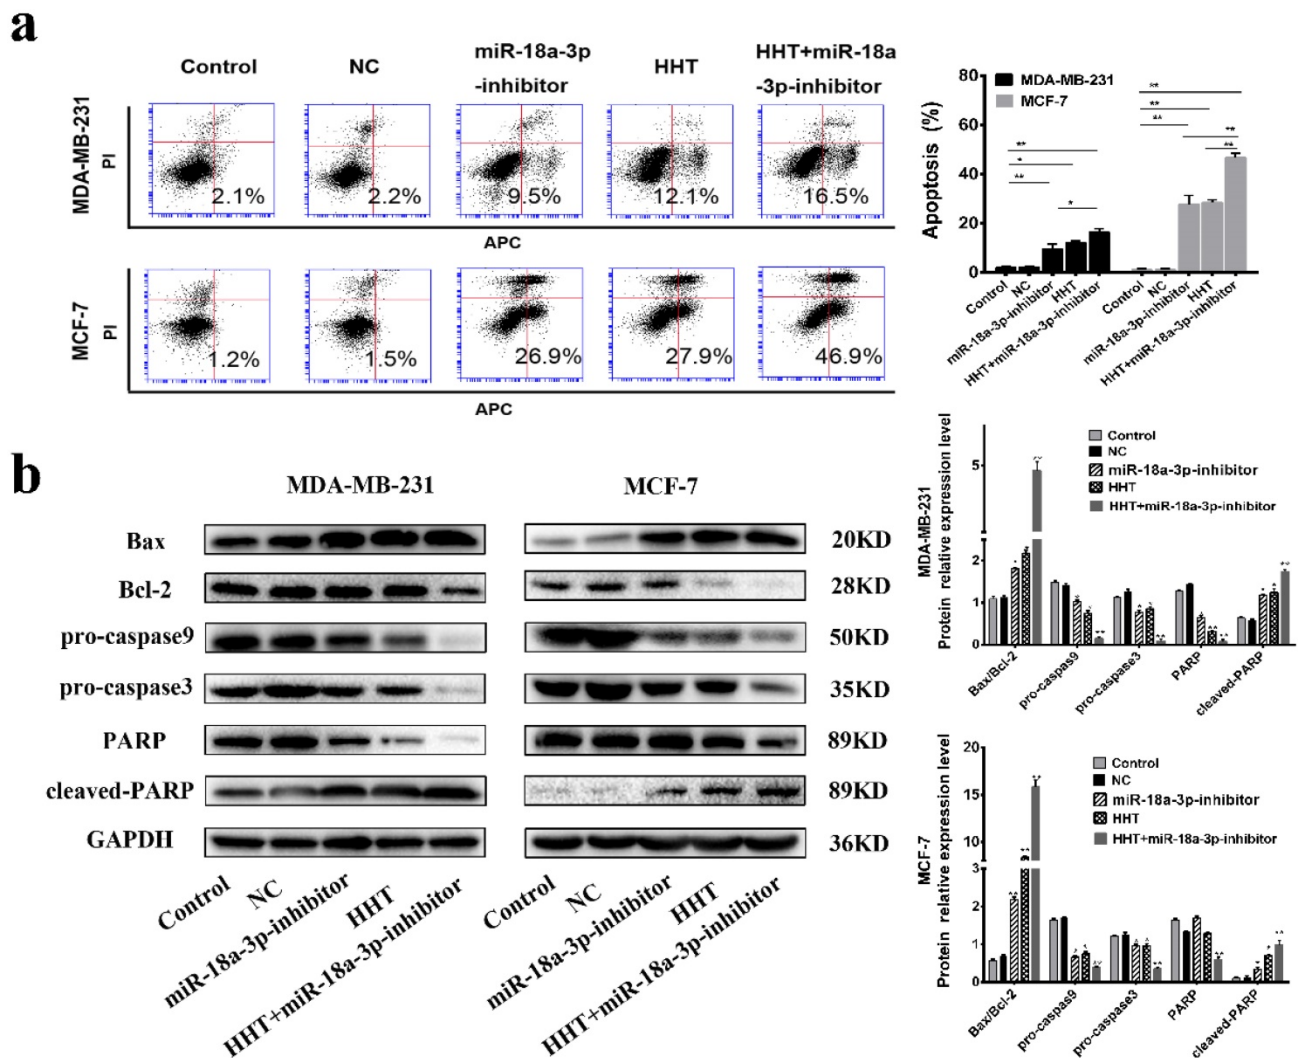 a
Control
NC
miR-18a-3p
-inhibitor
HHT
HHT+miR-18a
-3p-inhibitor
MDA-MB-231
PI
2.1%
2.2%
9.5%
12.1%
16.5%
APC
MCF-7
PI
1.2%
1.5%
26.9%
27.9%
46.9%
APC
Apoptosis (%)
80
60
40
20
0
MDA-MB-231
MCF-7
**
**
**
**
**
**
*
**
*
Control
NC
miR-18a-3p-inhibitor
HHT
HHT+miR-18a-3p-inhibitor
Control
NC
miR-18a-3p-inhibitor
HHT
HHT+miR-18a-3p-inhibitor
b
MDA-MB-231
MCF-7
Bax
20KD
Bcl-2
28KD
pro-caspase9
50KD
pro-caspase3
35KD
PARP
89KD
cleaved-PARP
89KD
GAPDH
36KD
Control
NC
miR-18a-3p-inhibitor
HHT
HHT+miR-18a-3p-inhibitor
Control
NC
miR-18a-3p-inhibitor
HHT
HHT+miR-18a-3p-inhibitor
MDA-MB-231
Protein relative expression level
5
2
1
0
Control
NC
miR-18a-3p-inhibitor
HHT
HHT+miR-18a-3p-inhibitor
Bax/Bcl-2
pro-caspas9
pro-caspase3
PARP
cleaved-PARP
MCF-7
Protein relative expression level
20
15
10
3
2
1
0
Control
NC
miR-18a-3p-inhibitor
HHT
HHT+miR-18a-3p-inhibitor
Bax/Bcl-2
pro-caspas9
pro-caspase3
PARP
cleaved-PARP